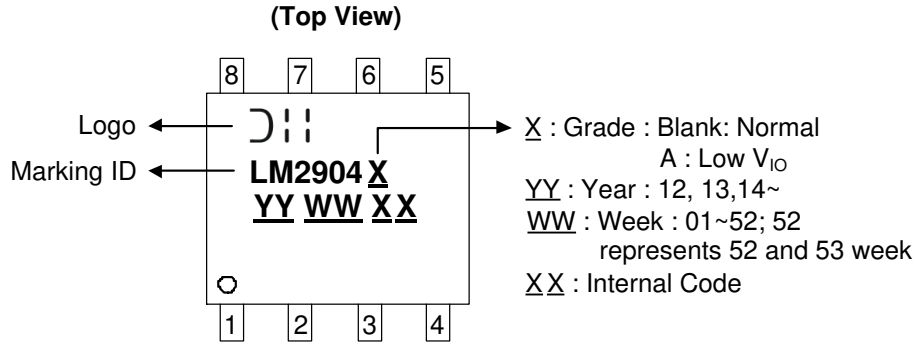 (Top View)
8 7 6 5
Logo
Marking ID
LM2904 X
YY WW XX
1 2 3 4
X : Grade : Blank: Normal
A : Low VIO
YY : Year : 12, 13,14~
WW : Week : 01~52; 52
represents 52 and 53 week
XX : Internal Code